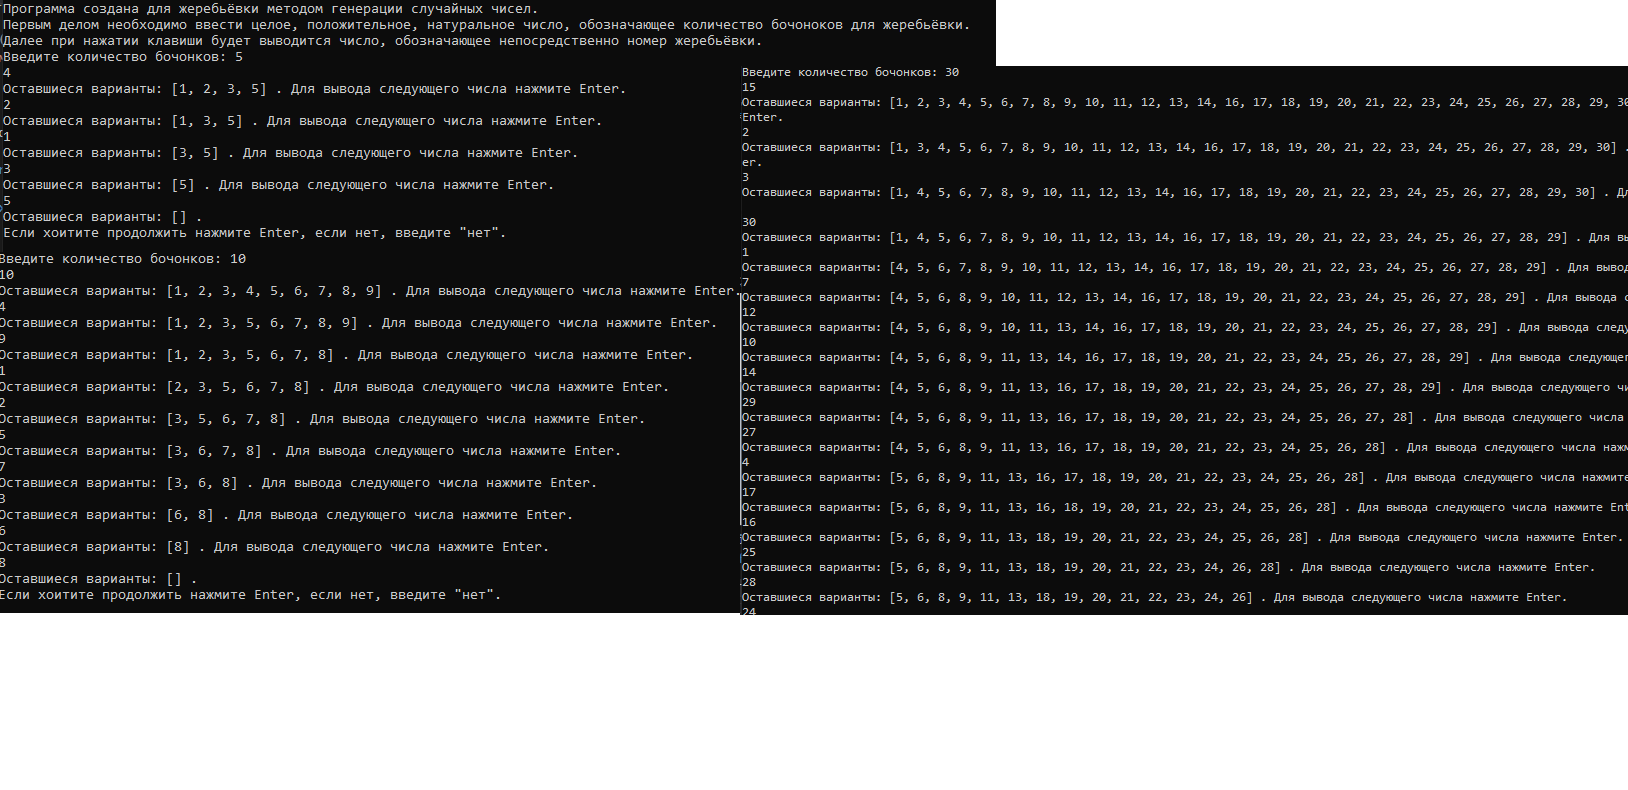 Программа создана для жеребьёвки методом генерации случайных чисел.
Первым делом необходимо ввести целое, положительное, натуральное число, обозначающее количество бочоноков для жеребьёвки.
Далее при нажатии клавиши будет выводится число, обозначающее непосредственно номер жеребьёвки.
Введите количество бочонков: 5
4
Оставшиеся варианты: [1, 2, 3, 5] . Для вывода следующего числа нажмите Enter.
2
Оставшиеся варианты: [1, 3, 5] . Для вывода следующего числа нажмите Enter.
1
Оставшиеся варианты: [3, 5] . Для вывода следующего числа нажмите Enter.
3
Оставшиеся варианты: [5] . Для вывода следующего числа нажмите Enter.
5
Оставшиеся варианты: [] .
Если хоитите продолжить нажмите Enter, если нет, введите "нет".
Введите количество бочонков: 10
10
Оставшиеся варианты: [1, 2, 3, 4, 5, 6, 7, 8, 9] . Для вывода следующего числа нажмите Enter.
4
Оставшиеся варианты: [1, 2, 3, 5, 6, 7, 8, 9] . Для вывода следующего числа нажмите Enter.
9
Оставшиеся варианты: [1, 2, 3, 5, 6, 7, 8] . Для вывода следующего числа нажмите Enter.
1
Оставшиеся варианты: [2, 3, 5, 6, 7, 8] . Для вывода следующего числа нажмите Enter.
2
Оставшиеся варианты: [3, 5, 6, 7, 8] . Для вывода следующего числа нажмите Enter.
5
Оставшиеся варианты: [3, 6, 7, 8] . Для вывода следующего числа нажмите Enter.
7
Оставшиеся варианты: [3, 6, 8] . Для вывода следующего числа нажмите Enter.
3
Оставшиеся варианты: [6, 8] . Для вывода следующего числа нажмите Enter.
6
Оставшиеся варианты: [8] . Для вывода следующего числа нажмите Enter.
8
Оставшиеся варианты: [] .
Если хоитите продолжить нажмите Enter, если нет, введите "нет".
Введите количество бочонков: 30
15
Оставшиеся варианты: [1, 2, 3, 4, 5, 6, 7, 8, 9, 10, 11, 12, 13, 14, 16, 17, 18, 19, 20, 21, 22, 23, 24, 25, 26, 27, 28, 29, 30
Enter.
2
Оставшиеся варианты: [1, 3, 4, 5, 6, 7, 8, 9, 10, 11, 12, 13, 14, 16, 17, 18, 19, 20, 21, 22, 23, 24, 25, 26, 27, 28, 29, 30] .
er.
3
Оставшиеся варианты: [1, 4, 5, 6, 7, 8, 9, 10, 11, 12, 13, 14, 16, 17, 18, 19, 20, 21, 22, 23, 24, 25, 26, 27, 28, 29, 30] . Дл
30
Оставшиеся варианты: [1, 4, 5, 6, 7, 8, 9, 10, 11, 12, 13, 14, 16, 17, 18, 19, 20, 21, 22, 23, 24, 25, 26, 27, 28, 29] . Для вы
1
Оставшиеся варианты: [4, 5, 6, 7, 8, 9, 10, 11, 12, 13, 14, 16, 17, 18, 19, 20, 21, 22, 23, 24, 25, 26, 27, 28, 29] . Для вывод
7
Оставшиеся варианты: [4, 5, 6, 8, 9, 10, 11, 12, 13, 14, 16, 17, 18, 19, 20, 21, 22, 23, 24, 25, 26, 27, 28, 29] . Для вывода с
12
Оставшиеся варианты: [4, 5, 6, 8, 9, 10, 11, 13, 14, 16, 17, 18, 19, 20, 21, 22, 23, 24, 25, 26, 27, 28, 29] . Для вывода следу
10
Оставшиеся варианты: [4, 5, 6, 8, 9, 11, 13, 14, 16, 17, 18, 19, 20, 21, 22, 23, 24, 25, 26, 27, 28, 29] . Для вывода следующег
14
Оставшиеся варианты: [4, 5, 6, 8, 9, 11, 13, 16, 17, 18, 19, 20, 21, 22, 23, 24, 25, 26, 27, 28, 29] . Для вывода следующего чи
29
Оставшиеся варианты: [4, 5, 6, 8, 9, 11, 13, 16, 17, 18, 19, 20, 21, 22, 23, 24, 25, 26, 27, 28] . Для вывода следующего числа
27
Оставшиеся варианты: [4, 5, 6, 8, 9, 11, 13, 16, 17, 18, 19, 20, 21, 22, 23, 24, 25, 26, 28] . Для вывода следующего числа нажм
4
Оставшиеся варианты: [5, 6, 8, 9, 11, 13, 16, 17, 18, 19, 20, 21, 22, 23, 24, 25, 26, 28] . Для вывода следующего числа нажмите
17
Оставшиеся варианты: [5, 6, 8, 9, 11, 13, 16, 18, 19, 20, 21, 22, 23, 24, 25, 26, 28] . Для вывода следующего числа нажмите Ent
16
Оставшиеся варианты: [5, 6, 8, 9, 11, 13, 18, 19, 20, 21, 22, 23, 24, 25, 26, 28] . Для вывода следующего числа нажмите Enter.
25
Оставшиеся варианты: [5, 6, 8, 9, 11, 13, 18, 19, 20, 21, 22, 23, 24, 26, 28] . Для вывода следующего числа нажмите Enter.
28
Оставшиеся варианты: [5, 6, 8, 9, 11, 13, 18, 19, 20, 21, 22, 23, 24, 26] . Для вывода следующего числа нажмите Enter.
24